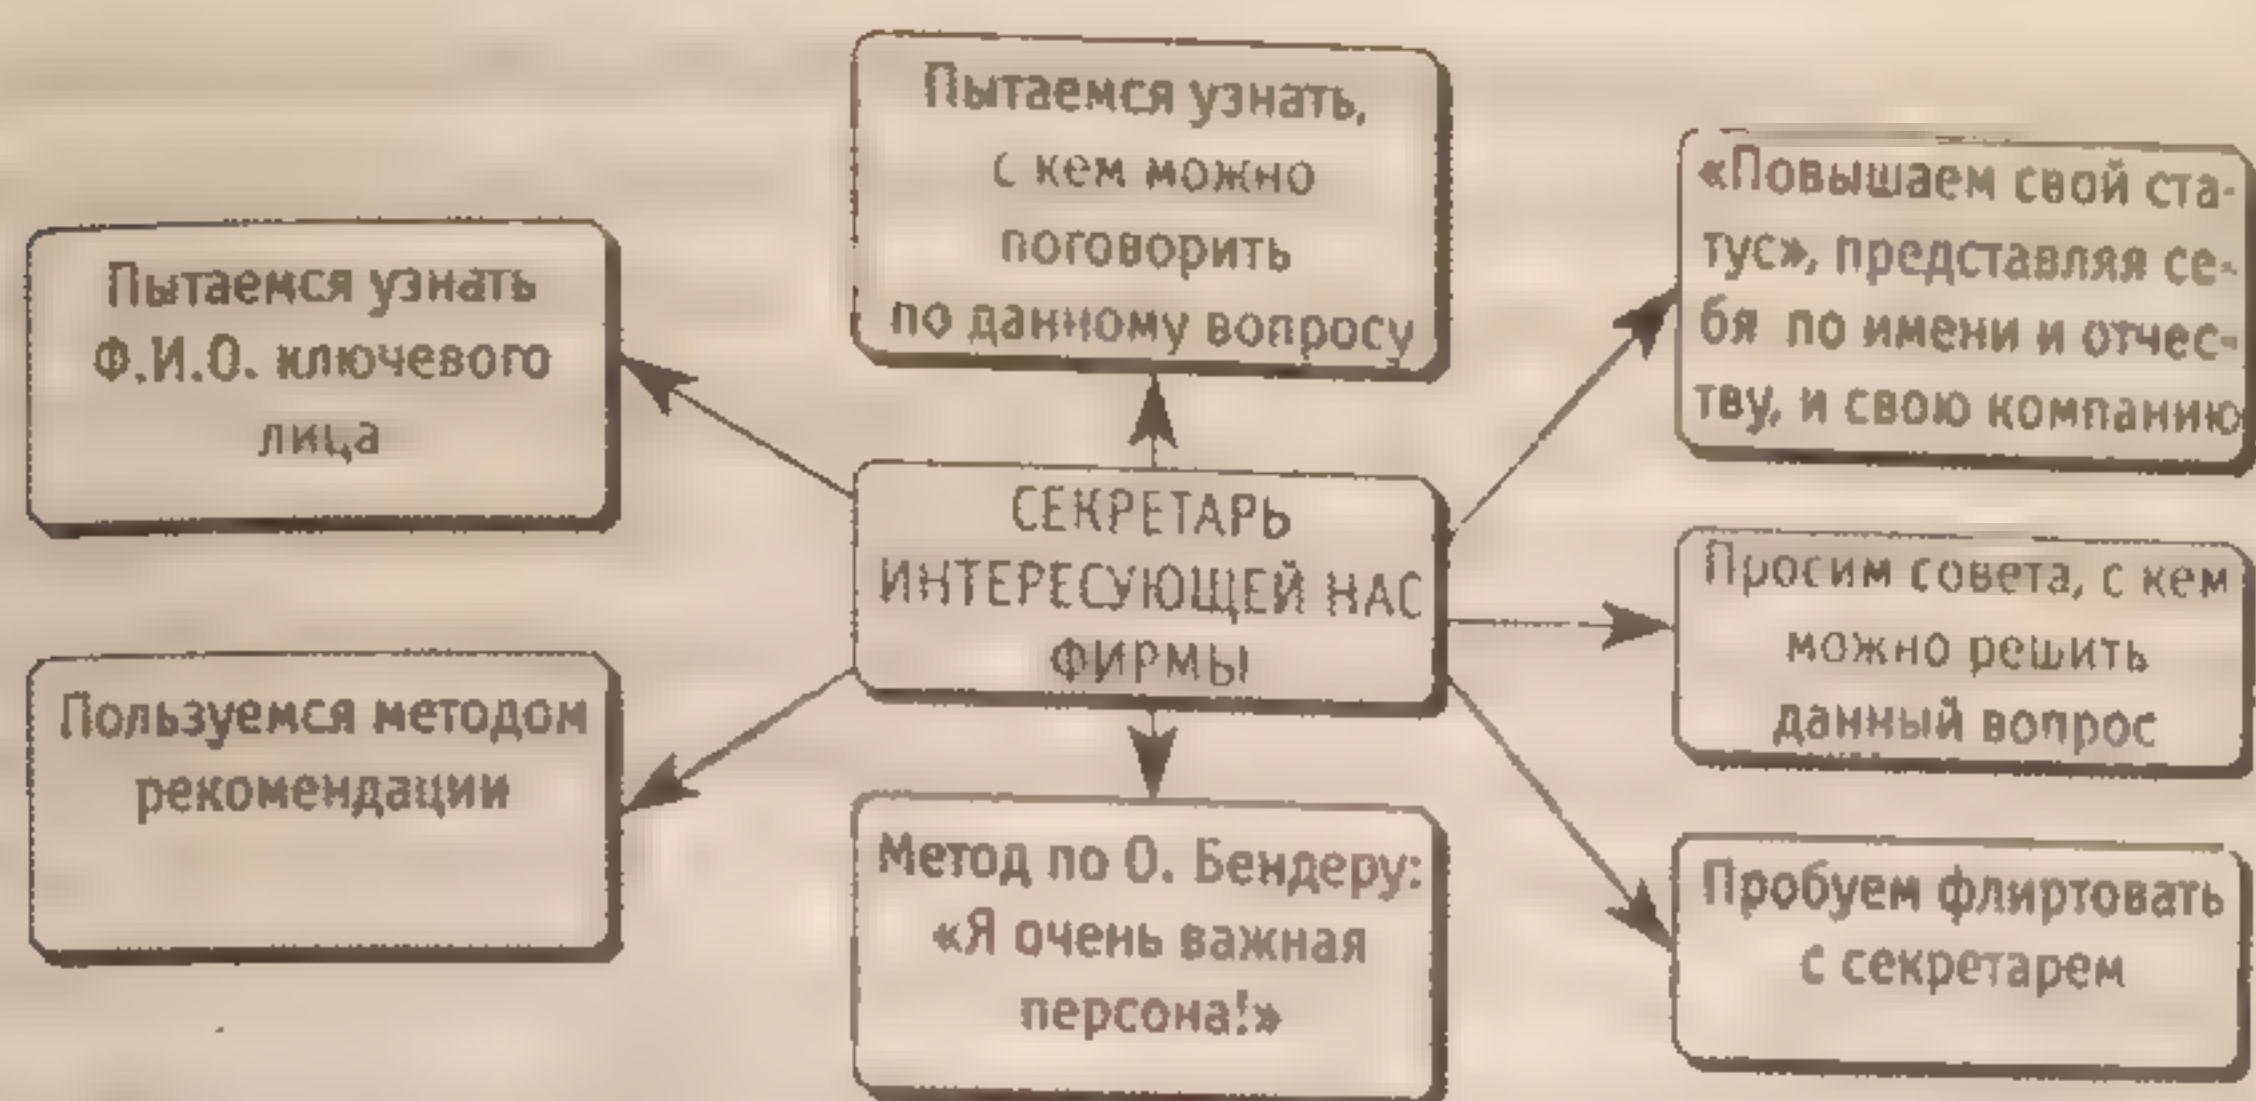 Пытаемся узнать,
с кем можно
поговорить
по данному вопросу
«Повышаем свой ста-
тус», представляя се-
бя по имени и отчес-
тву, и свою компанию
Пытаемся узнать
Ф.И.О. ключевого
лица
СЕКРЕТАРЬ
ИНТЕРЕСУЮЩЕЙ НАС
ФИРМЫ
Просим совета, с кем
можно решить
данный вопрос
Пользуемся методом
рекомендации
Метод по О. Бендеру:
«Я очень важная
персона!»
Пробуем флиртовать
с секретарем